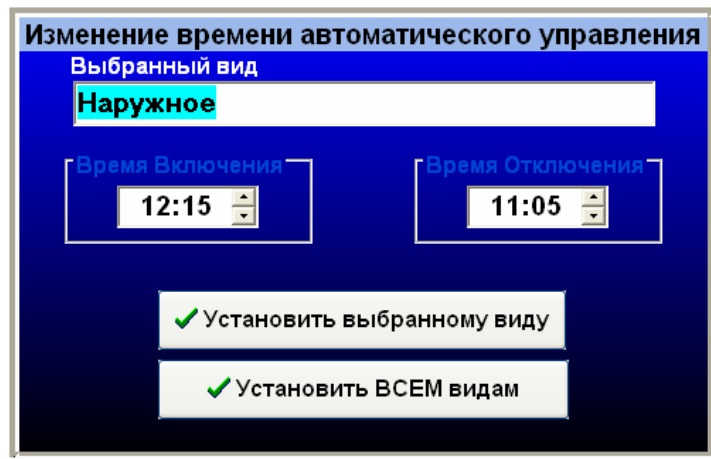 Изменение времени автоматического управления
Выбранный вид
Наружное
Время Включения Время Отключения
12:15 11:05
Установить выбранному виду
Установить ВСЕМ видам